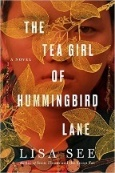 THE
TEA GIRL
A NOVEL
OF
HUMMINGBIRD
LANE
LISA SEE